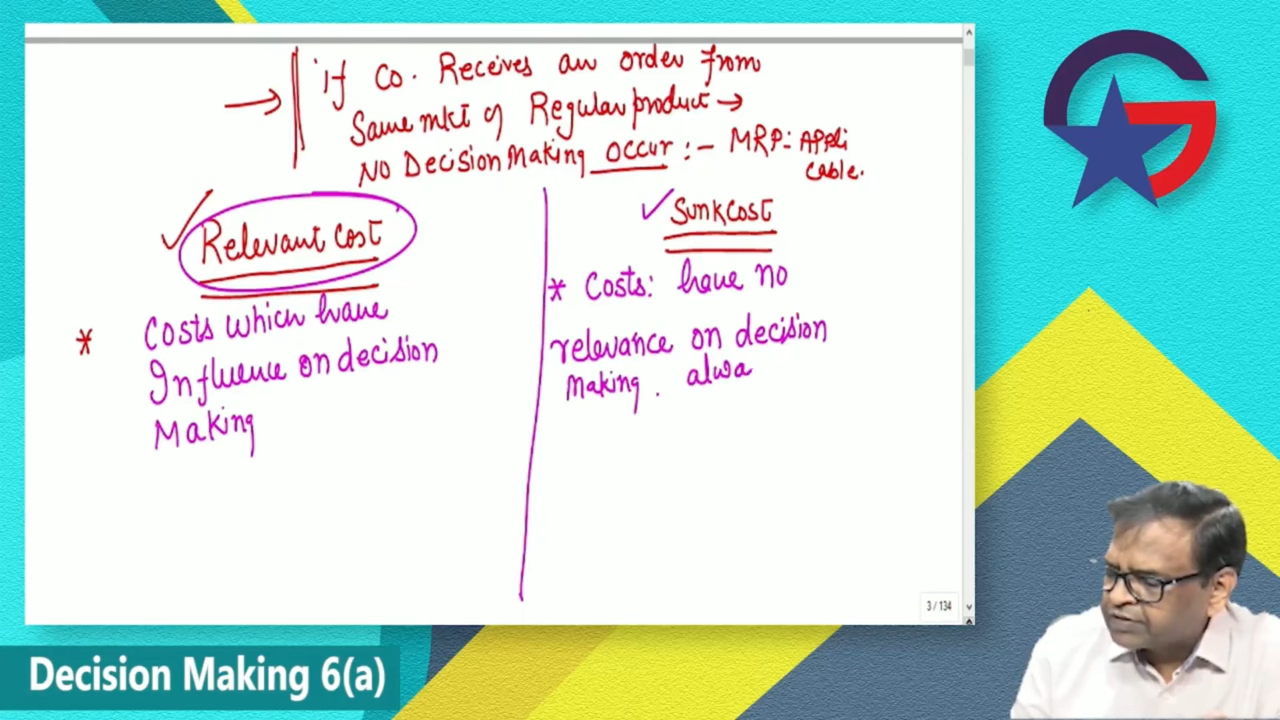 if Co. Receives an order from
Same mkt of Regular product →
NO Decision Making occur :- MRP:- Appli
cable.
Relevant cost
* Costs which have
Influence on decision
Making
Sunk cost
* Costs: have no
relevance on decision
Making. alwa
3 / 134
Decision Making 6(a)